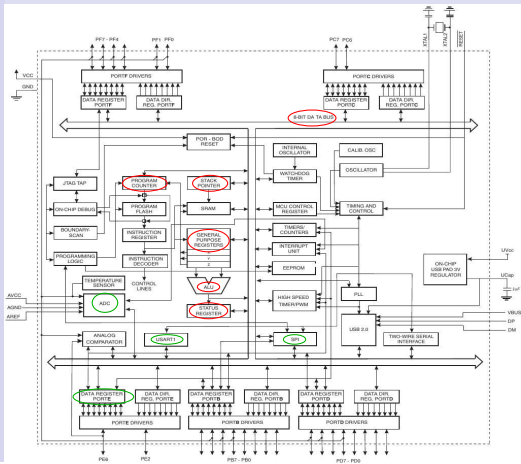 XTAL1
XTAL2
RESET
PF7 - PF4
PF1
PF0
PC7
PC6
VCC
GND
PORTF DRIVERS
PORTC DRIVERS
DATA REGISTER
PORTF
DATA DIR.
REG. PORTF
DATA REGISTER
PORTC
DATA DIR.
REG. PORTC
8-BIT DA TA BUS
POR - BOD
RESET
INTERNAL
OSCILLATOR
CALIB. OSC
WATCHDOG
TIMER
OSCILLATOR
JTAG TAP
PROGRAM
COUNTER
STACK
POINTER
ON-CHIP DEBUG
PROGRAM
FLASH
SRAM
MCU CONTROL
REGISTER
TIMING AND
CONTROL
BOUNDARY-
SCAN
INSTRUCTION
REGISTER
GENERAL
PURPOSE
REGISTERS
TIMERS/
COUNTERS
INTERRUPT
UNIT
PROGRAMMING
LOGIC
INSTRUCTION
DECODER
Y
Z
EEPROM
ON-CHIP
USB PAD 3V
REGULATOR
UVcc
TEMPERATURE
SENSOR
CONTROL
LINES
ALU
PLL
UCap
1uF
AVCC
AGND
AREF
ADC
STATUS
REGISTER
HIGH SPEED
TIMER/PWM
VBUS
DP
DM
USB 2.0
ANALOG
COMPARATOR
USART1
SPI
TWO-WIRE SERIAL
INTERFACE
DATA REGISTER
PORTE
DATA DIR.
REG. PORTE
DATA REGISTER
PORTB
DATA DIR.
REG. PORTB
DATA REGISTER
PORTD
DATA DIR.
REG. PORTD
PORTE DRIVERS
PORTB DRIVERS
PORTD DRIVERS
PE6
PE2
PB7 - PB0
PD7 - PD0